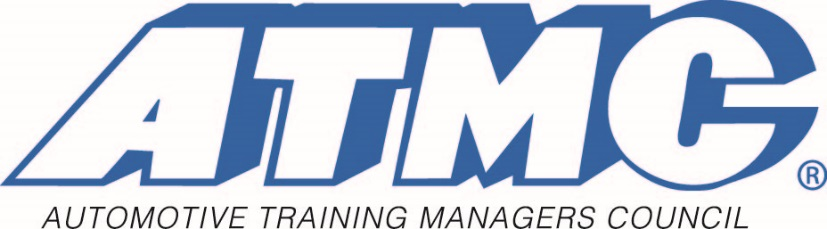 ATMC®
AUTOMOTIVE TRAINING MANAGERS COUNCIL